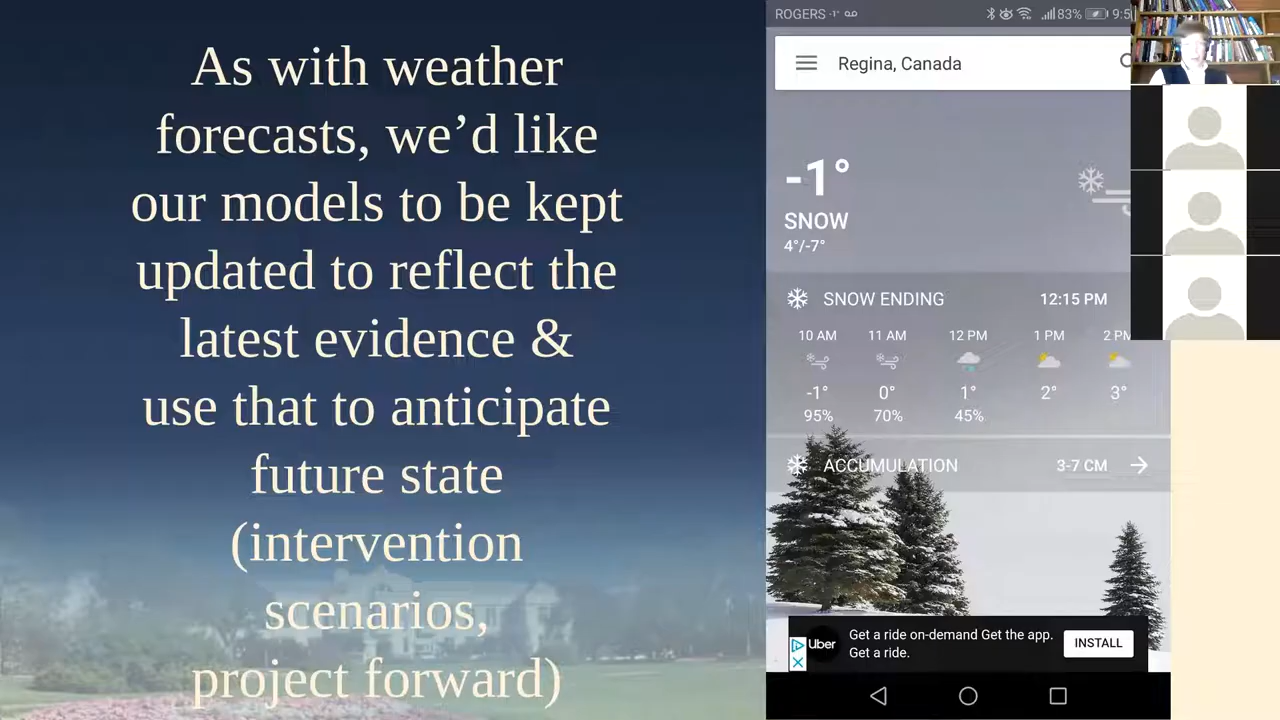 As with weather
forecasts, we’d like
our models to be kept
updated to reflect the
latest evidence &
use that to anticipate
future state
(intervention
scenarios,
project forward)
ROGERS -1° 83% 9:5
Regina, Canada
-1°
SNOW
4°/-7°
SNOW ENDING 12:15 PM
10 AM 11 AM 12 PM 1 PM 2 PM
-1° 0° 1° 2° 3°
95% 70% 45%
ACCUMULATION 3-7 CM
Uber
Get a ride on-demand Get the app.
Get a ride.
INSTALL